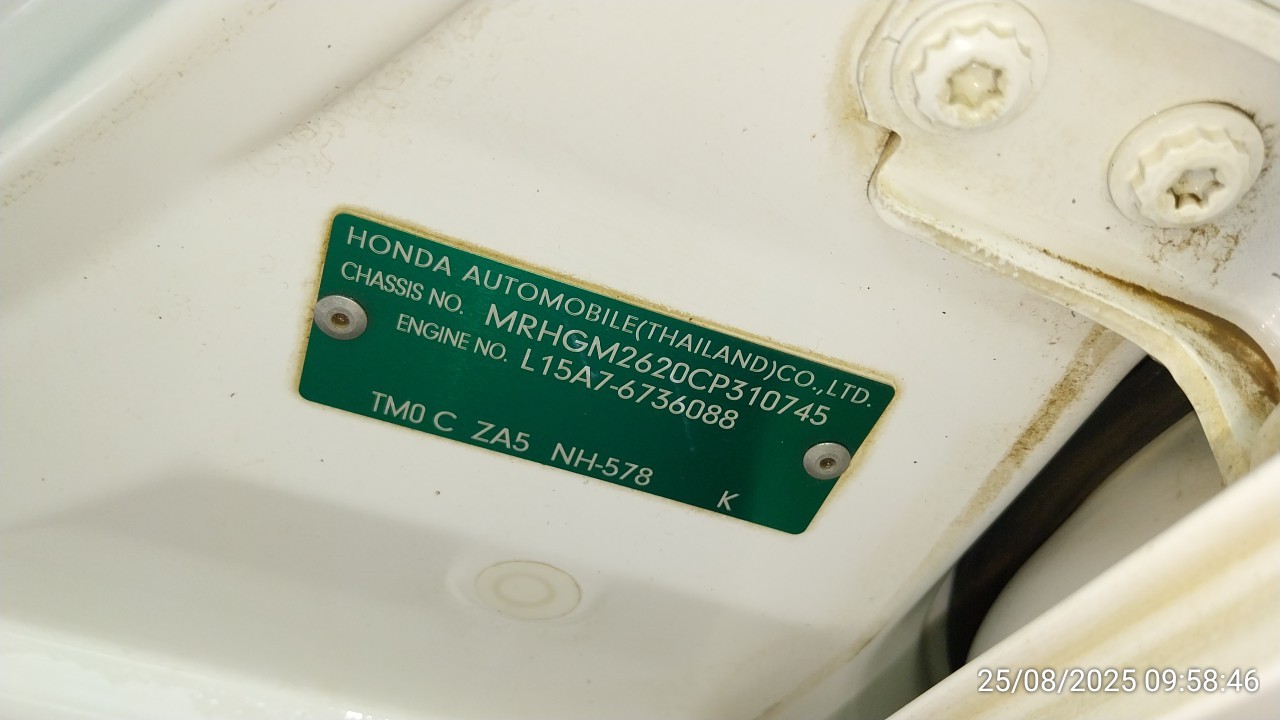 HONDA AUTOMOBILE(THAILAND)CO.,LTD.
CHASSIS NO. MRHGM2620CP310745
ENGINE NO. L15A7-6736088
TM0 C ZA5 NH-578 K
25/08/2025 09:58:46